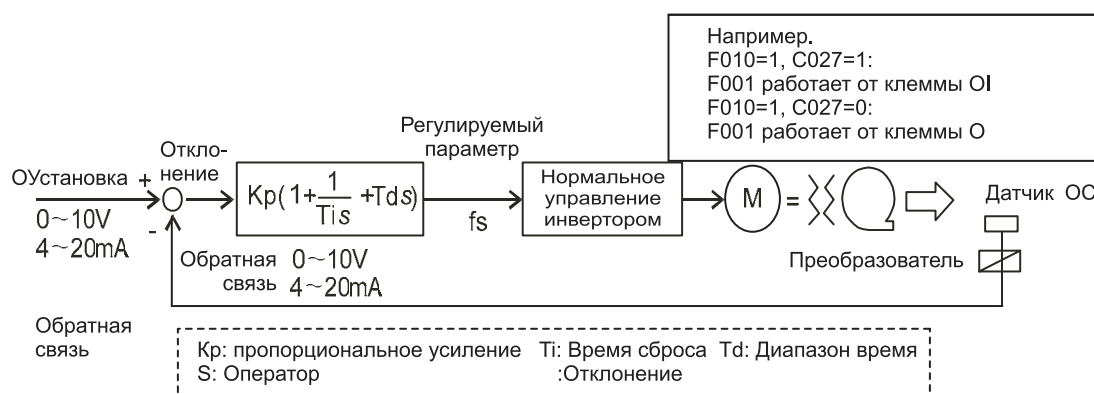 Например.
F010=1, C027=1:
F001 работает от клеммы OI
F010=1, C027=0:
F001 работает от клеммы O
Регулируемый
параметр
Откло-
нение
OУстановка +
0~10V
4~20mA
-
Kp(1+1/Tis+Tds)
fs
Нормальное
управление
инвертором
M
=
Датчик ОС
Преобразователь
Обратная 0~10V
связь 4~20mA
Обратная
связь
Kp: пропорциональное усиление Ti: Время сброса Td: Диапазон время
S: Оператор :Отклонение